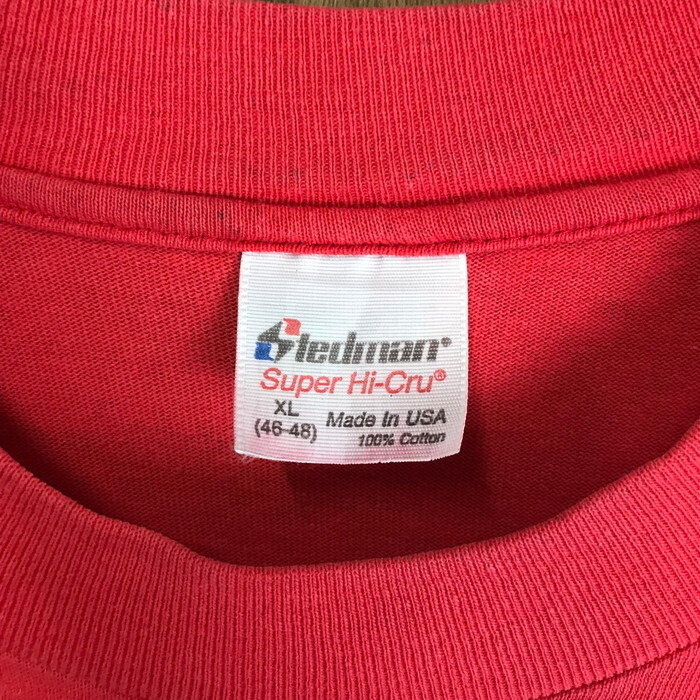 Stedman®
Super Hi-Cru®
XL
(46-48)
Made In USA
100% Cotton